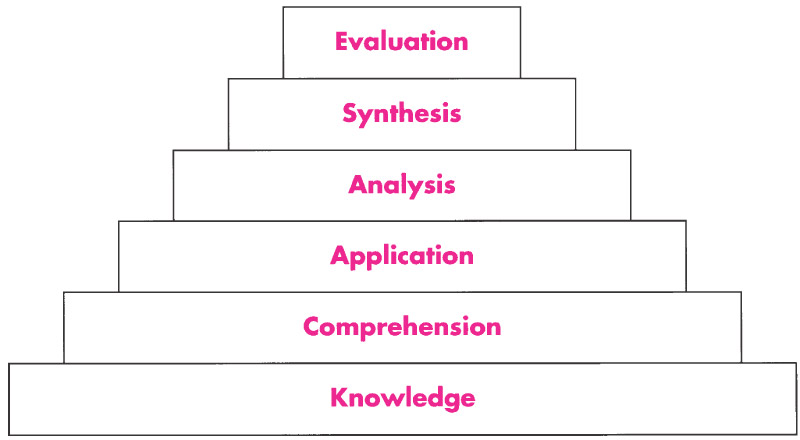 Evaluation
Synthesis
Analysis
Application
Comprehension
Knowledge